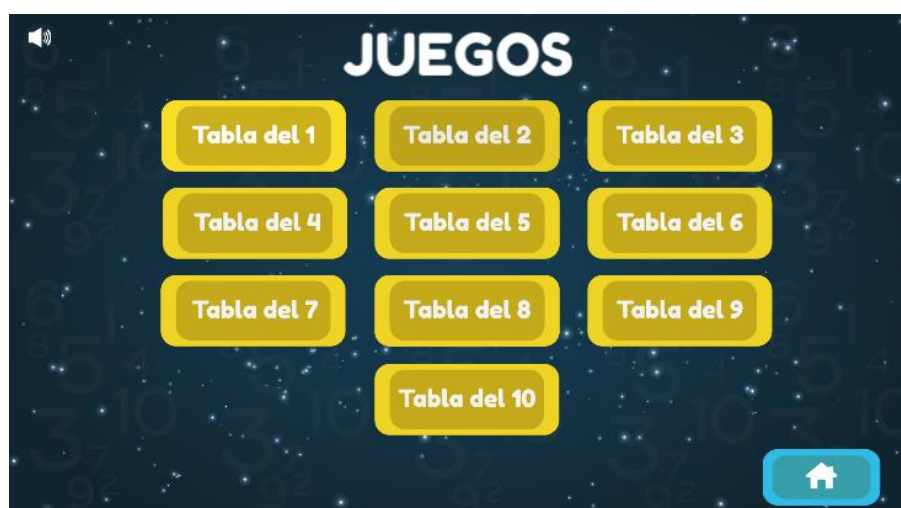 JUEGOS
Tabla del 1
Tabla del 2
Tabla del 3
Tabla del 4
Tabla del 5
Tabla del 6
Tabla del 7
Tabla del 8
Tabla del 9
Tabla del 10